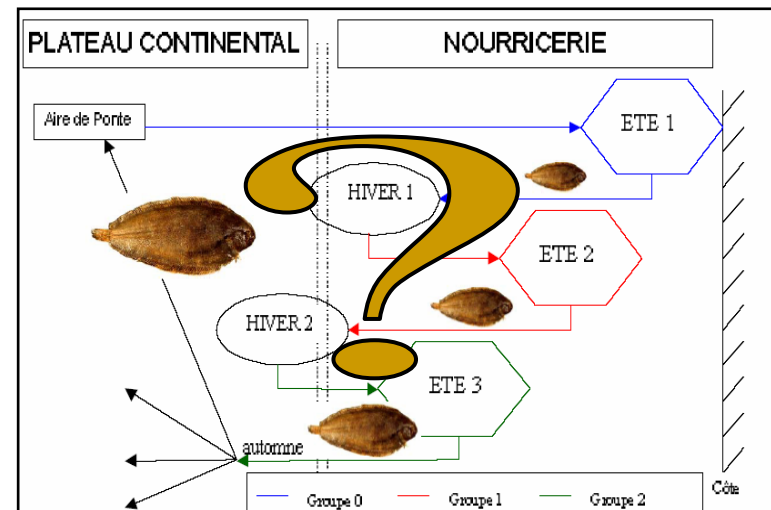 PLATEAU CONTINENTAL
NOURRICERIE
Aire de Ponte
ETE 1
HIVER 1
ETE 2
HIVER 2
ETE 3
automne
Côte
Groupe 0
Groupe 1
Groupe 2